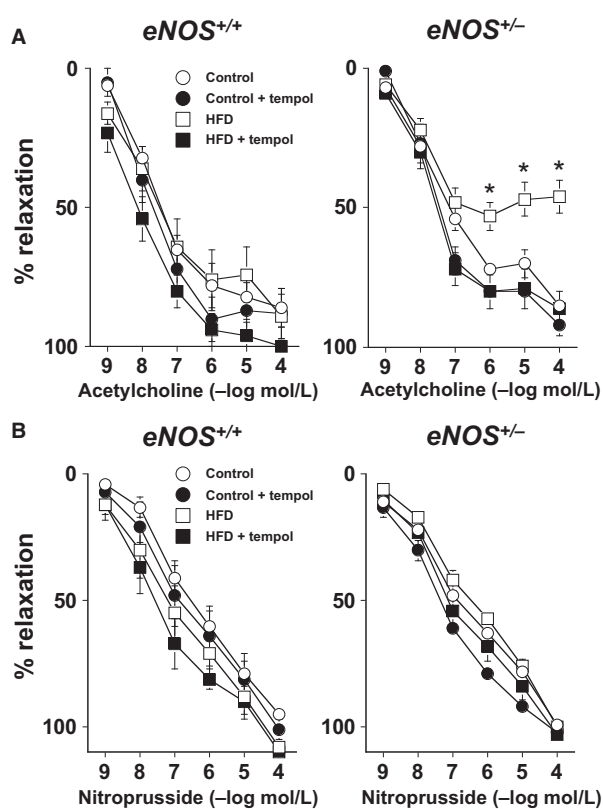 A
eNOS+/+
eNOS+/–
0
50
100
% relaxation
Control
Control + tempol
HFD
HFD + tempol
9 8 7 6 5 4
Acetylcholine (–log mol/L)
0
50
100
* * *
9 8 7 6 5 4
Acetylcholine (–log mol/L)
B
eNOS+/+
eNOS+/–
0
50
100
% relaxation
Control
Control + tempol
HFD
HFD + tempol
9 8 7 6 5 4
Nitroprusside (–log mol/L)
0
50
100
9 8 7 6 5 4
Nitroprusside (–log mol/L)